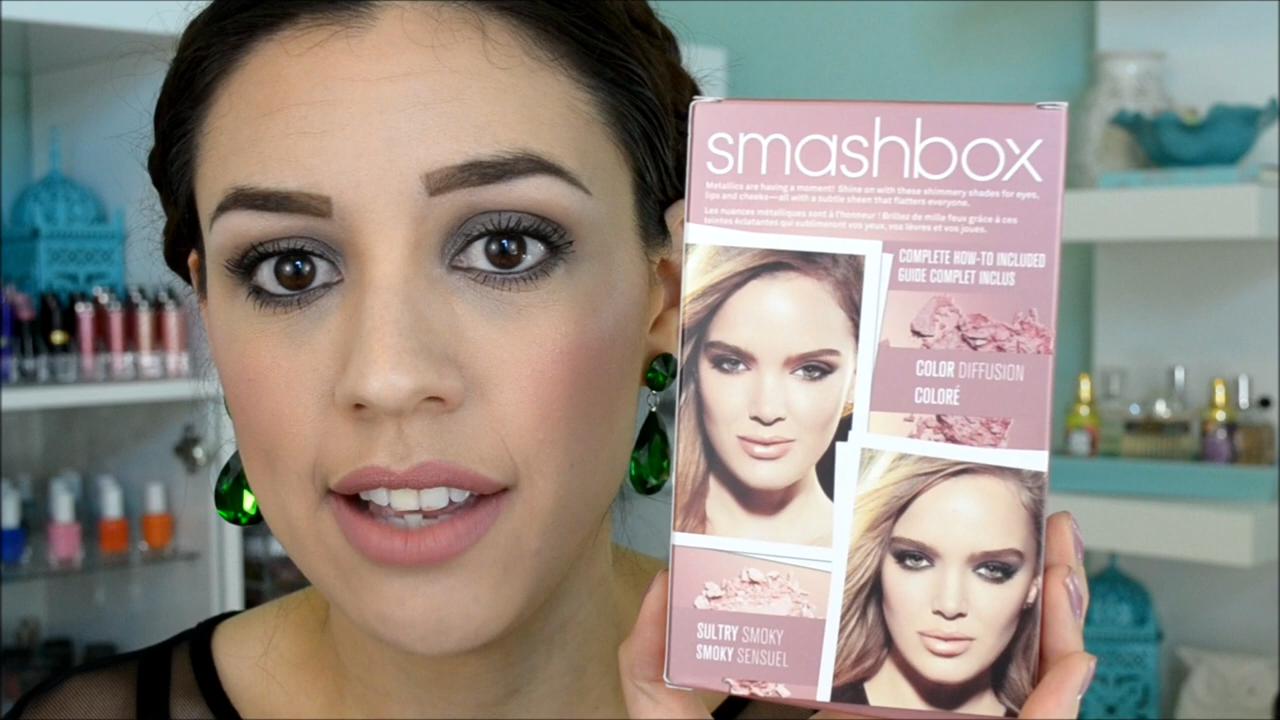 smashbox
Metallics are having a moment! Shine on with these shimmery shades for eyes,
lips and cheeks—all with a subtle sheen that flatters everyone.
Les nuances métalliques sont à l'honneur ! Brillez de mille feux grâce à ces
teintes éclatantes qui sublimeront vos yeux, vos lèvres et vos joues.
COMPLETE HOW-TO INCLUDED
GUIDE COMPLET INCLUS
COLOR DIFFUSION
COLORÉ
SULTRY SMOKY
SMOKY SENSUEL